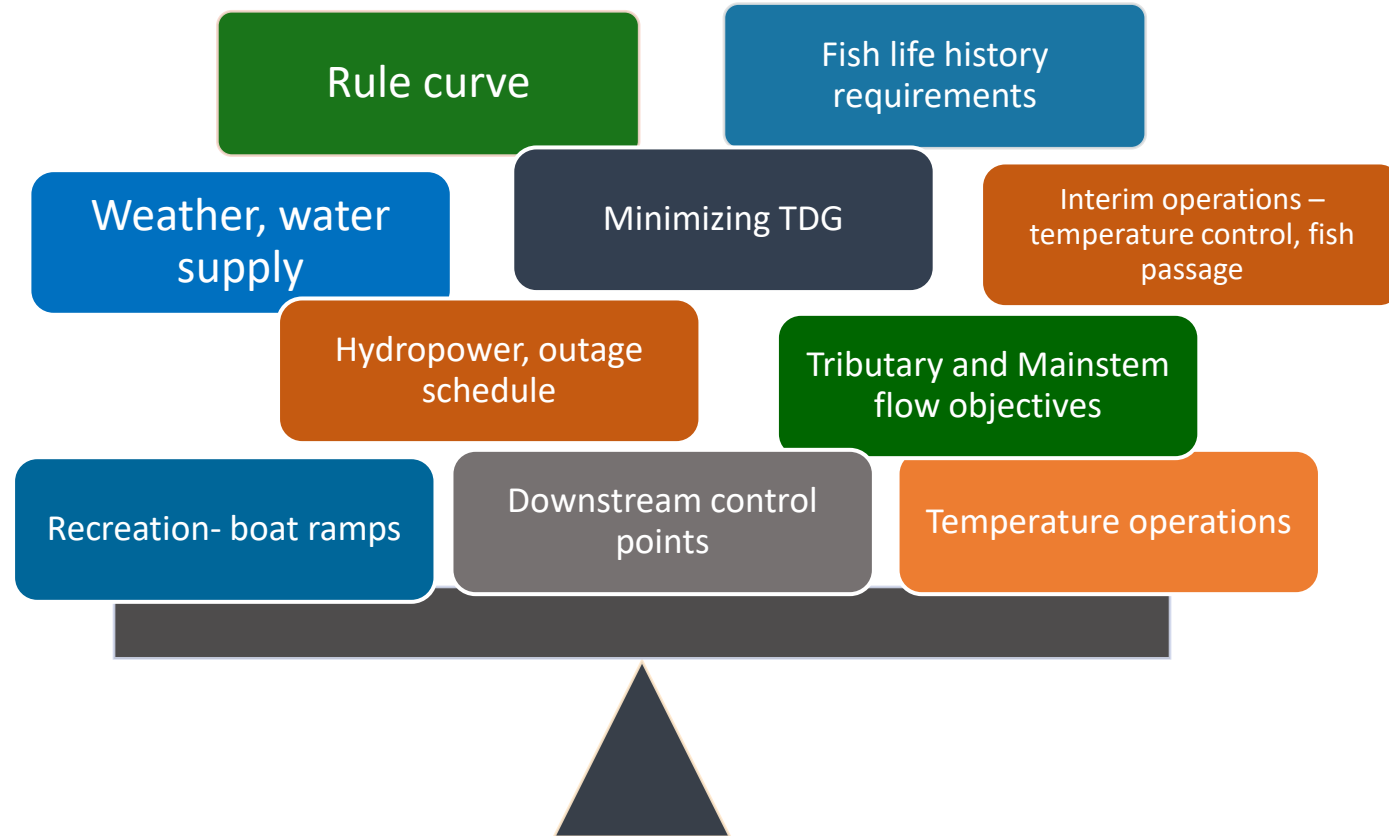 Rule curve
Fish life history
requirements
Weather, water
supply
Minimizing TDG
Interim operations –
temperature control, fish
passage
Hydropower, outage
schedule
Tributary and Mainstem
flow objectives
Recreation- boat ramps
Downstream control
points
Temperature operations